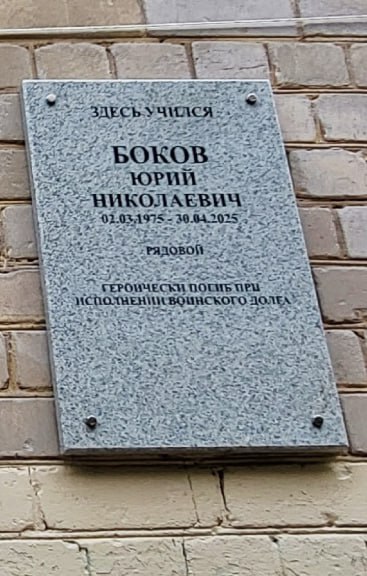 ЗДЕСЬ УЧИЛСЯ
БОКОВ
ЮРИЙ
НИКОЛАЕВИЧ
02.03.1975 - 30.04.2025
РЯДОВОЙ
ГЕРОИЧЕСКИ ПОГИБ ПРИ
ИСПОЛНЕНИИ ВОИНСКОГО ДОЛГА